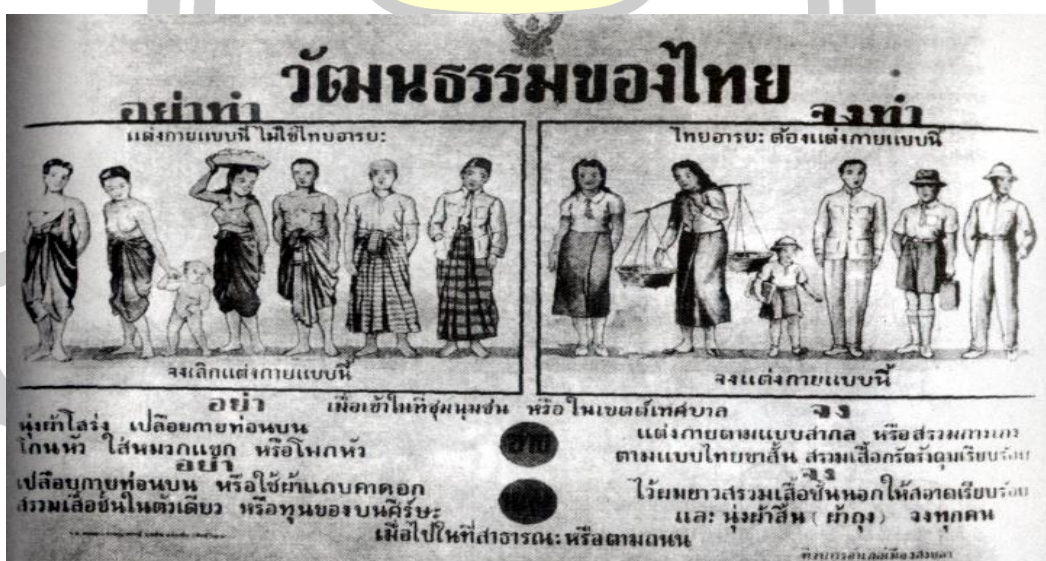 วัฒนธรรมของไทย
อย่าทำ
แต่งกายแบบนี้ ไม่ใช่ไทยอารยะ
จงเลิกแต่งกายแบบนี้
จงทำ
ไทยอารยะ ต้องแต่งกายแบบนี้
จงแต่งกายแบบนี้
เมื่อเข้าในที่ชุมนุมชน หรือในเขตต์เทศบาล
ชาย
อย่า
นุ่งผ้าโสร่ง เปลือยกายท่อนบน
โกนหัว ใส่หมวกแขก หรือโพกหัว
จง
แต่งกายตามแบบสากล หรือสรวมกางเกง
ตามแบบไทยขาสั้น สรวมเสื้อกรัดรังดุมเรียบร้อย
อย่า
เปลือยกายท่อนบน หรือใช้ผ้าแถบคาดอก
สรวมเสื้อชั้นในตัวเดียว หรือทูนของบนศีร์ษะ
จง
ไว้ผมยาวสรวมเสื้อชั้นนอกให้สอาดเรียบร้อย
และ นุ่งผ้าสิ้น (ผ้าถุง) จงทุกคน
เมื่อไปในที่สาธารณะหรือตามถนน